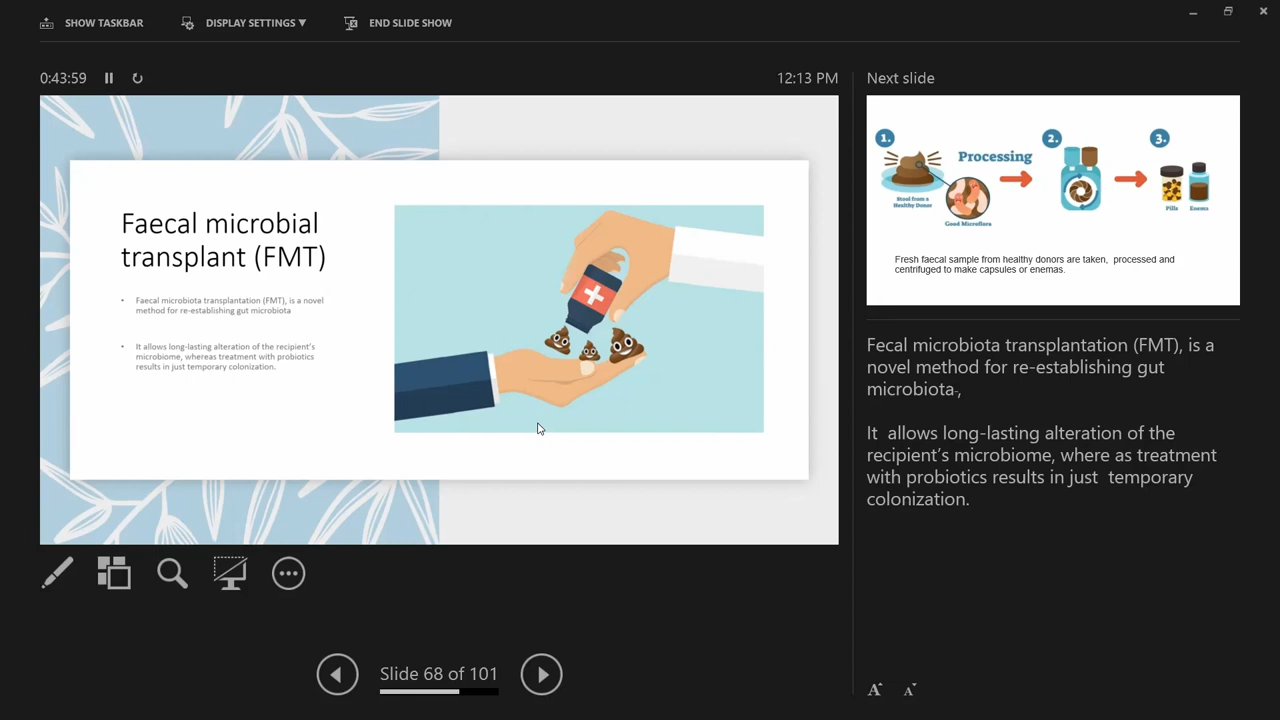 SHOW TASKBAR
DISPLAY SETTINGS ▼
END SLIDE SHOW
0:43:59
12:13 PM
Faecal microbial
transplant (FMT)
• Faecal microbiota transplantation (FMT), is a novel
method for re-establishing gut microbiota
• It allows long-lasting alteration of the recipient's
microbiome, whereas treatment with probiotics
results in just temporary colonization.
Slide 68 of 101
Next slide
1.
Processing
2.
3.
Stool from a
Healthy Donor
Good Microflora
Pills
Enema
Fresh faecal sample from healthy donors are taken, processed and
centrifuged to make capsules or enemas.
Fecal microbiota transplantation (FMT), is a
novel method for re-establishing gut
microbiota-,
It allows long-lasting alteration of the
recipient's microbiome, where as treatment
with probiotics results in just temporary
colonization.
A A